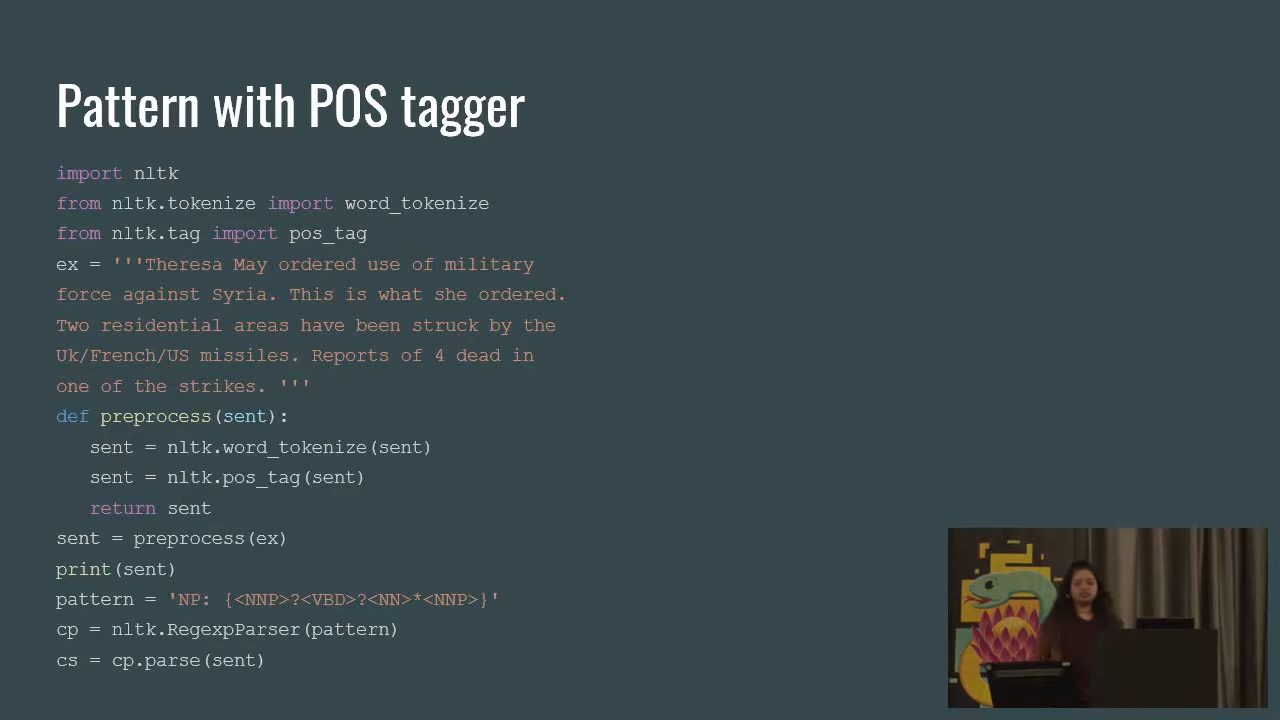 Pattern with POS tagger
import nltk
from nltk.tokenize import word_tokenize
from nltk.tag import pos_tag
ex = '''Theresa May ordered use of military
force against Syria. This is what she ordered.
Two residential areas have been struck by the
Uk/French/US missiles. Reports of 4 dead in
one of the strikes. '''
def preprocess(sent):
   sent = nltk.word_tokenize(sent)
   sent = nltk.pos_tag(sent)
   return sent
sent = preprocess(ex)
print(sent)
pattern = 'NP: {<NNP>?<VBD>?<NN>*<NNP>}'
cp = nltk.RegexpParser(pattern)
cs = cp.parse(sent)